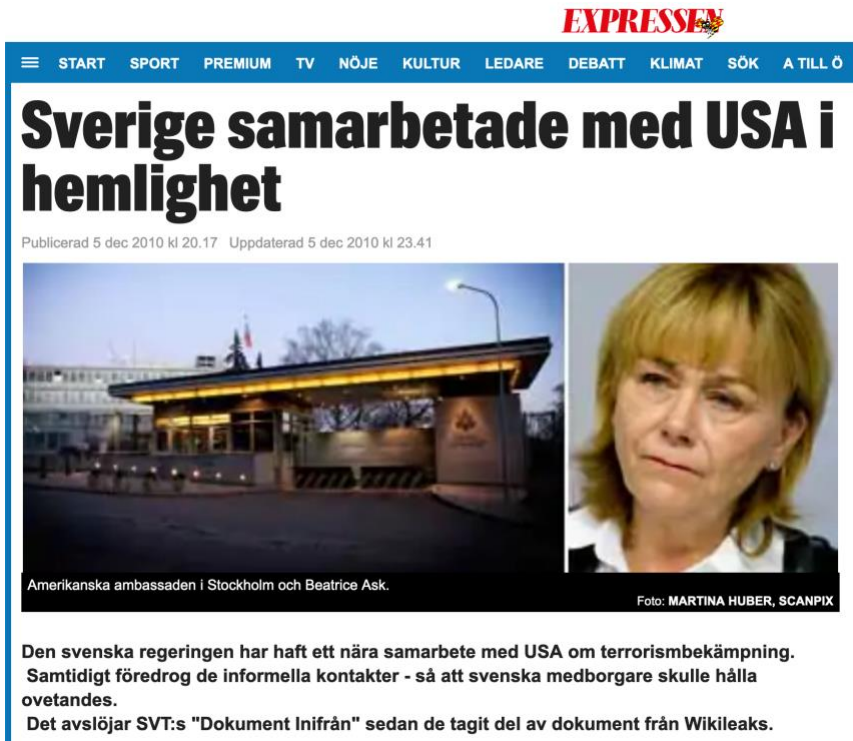 EXPRESSEN
START SPORT PREMIUM TV NÖJE KULTUR LEDARE DEBATT KLIMAT SÖK A TILL Ö
Sverige samarbetade med USA i
hemlighet
Publicerad 5 dec 2010 kl 20.17 Uppdaterad 5 dec 2010 kl 23.41
Amerikanska ambassaden i Stockholm och Beatrice Ask.
Foto: MARTINA HUBER, SCANPIX
Den svenska regeringen har haft ett nära samarbete med USA om terrorismbekämpning.
Samtidigt föredrog de informella kontakter - så att svenska medborgare skulle hålla
ovetandes.
Det avslöjar SVT:s "Dokument Inifrån" sedan de tagit del av dokument från Wikileaks.